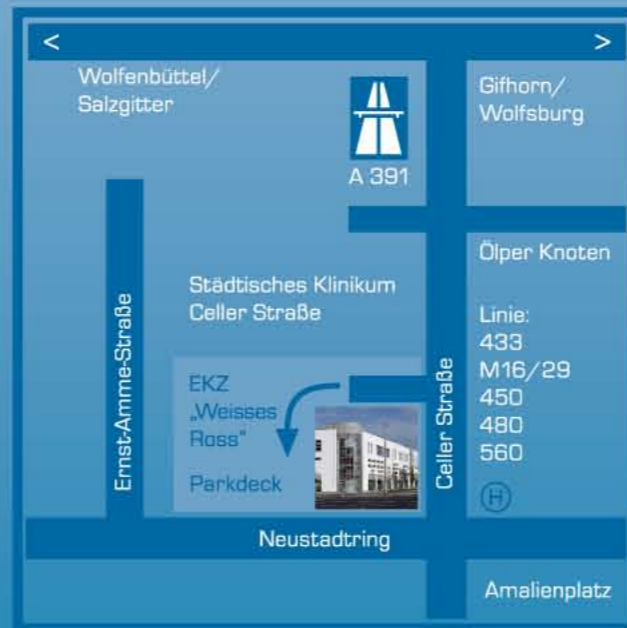 <
>
Wolfenbüttel/
Salzgitter
A 391
Gifhorn/
Wolfsburg
Ölper Knoten
Städtisches Klinikum
Celler Straße
Linie:
433
M16/29
450
480
560
H
Ernst-Amme-Straße
EKZ
„Weisses
Ross"
Parkdeck
Celler Straße
Neustadtring
Amalienplatz